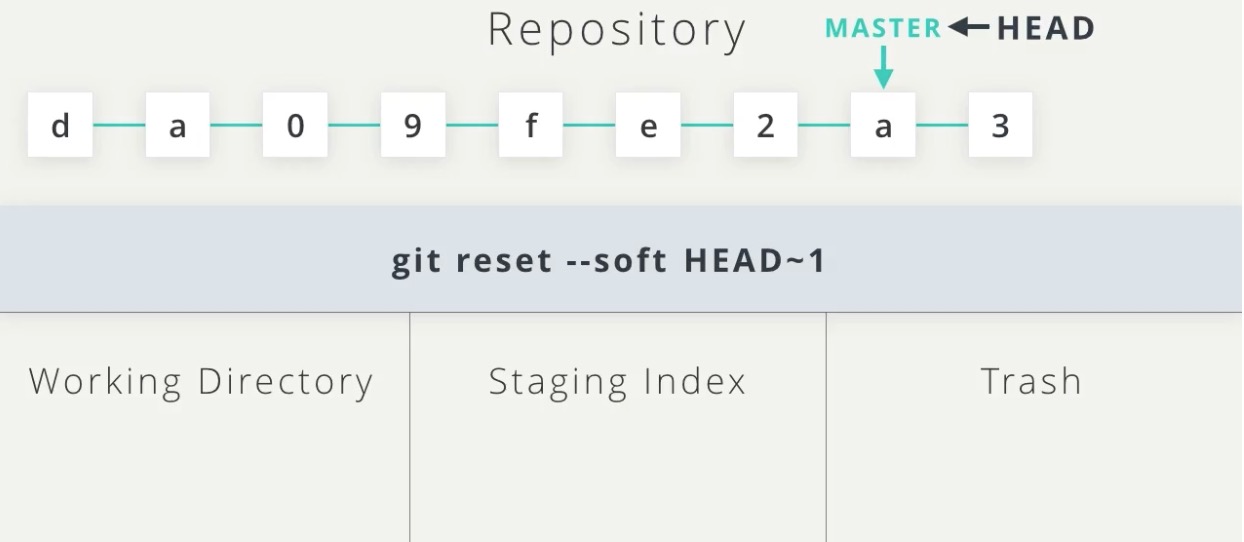 Repository
MASTER HEAD
d a 0 9 f e 2 a 3
git reset --soft HEAD~1
Working Directory
Staging Index
Trash